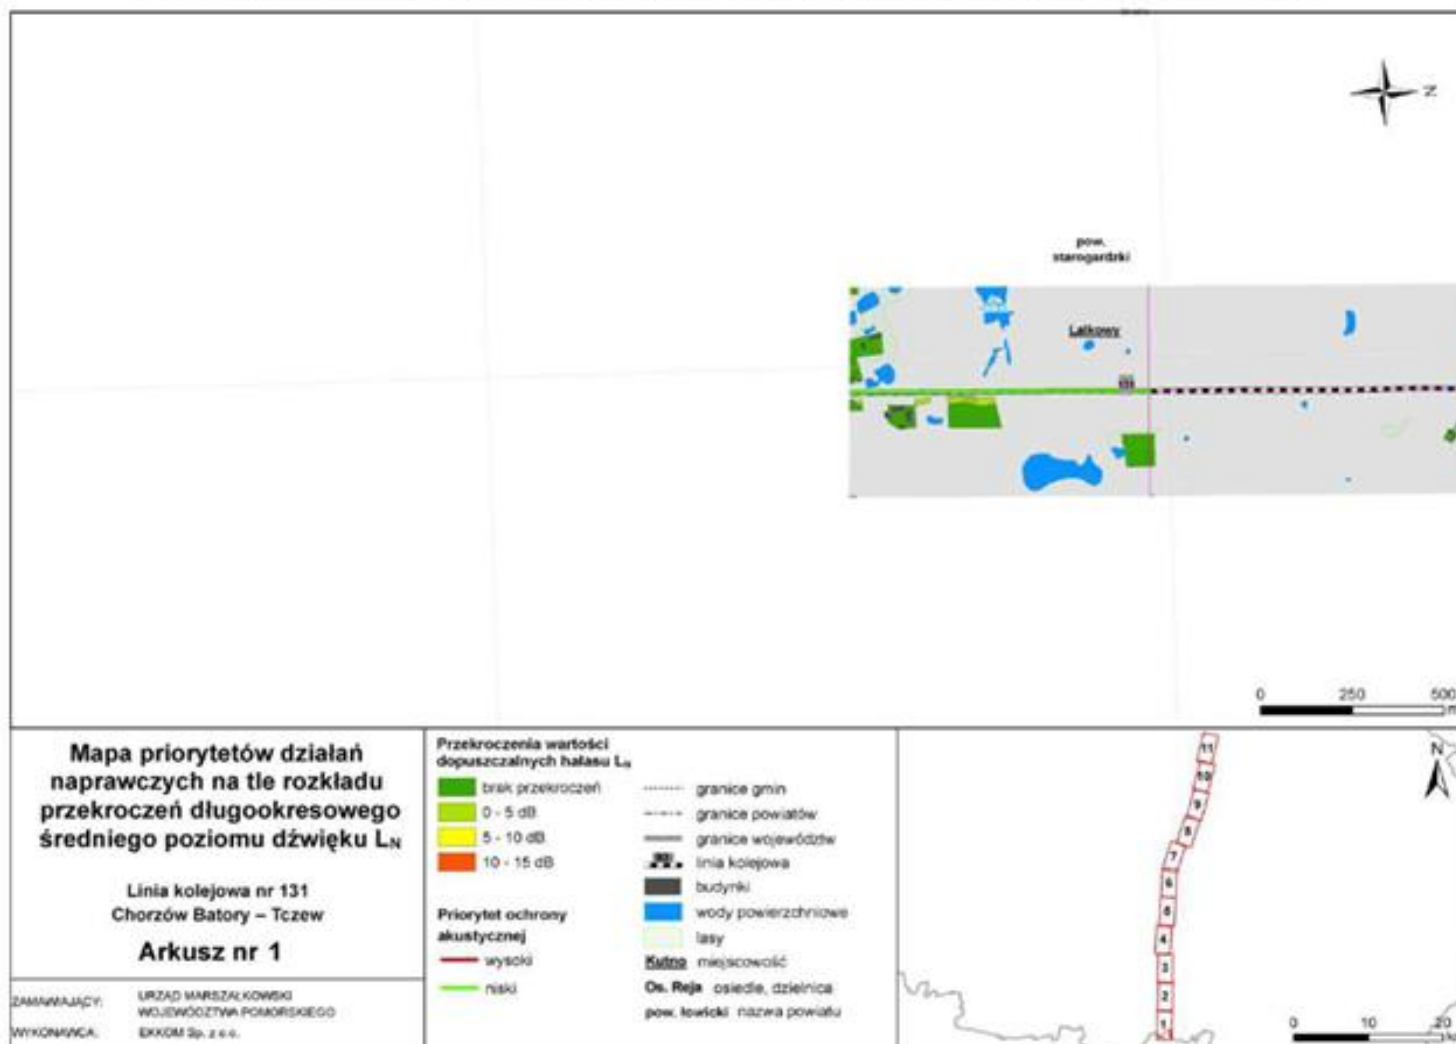 N
pow.
starogardzki
Lalkowy
131
0 250 500
m
Mapa priorytetów działań
naprawczych na tle rozkładu
przekroczeń długookresowego
średniego poziomu dźwięku LN
Linia kolejowa nr 131
Chorzów Batory – Tczew
Arkusz nr 1
ZAMAWIAJĄCY: URZĄD MARSZAŁKOWSKI
WOJEWÓDZTWA POMORSKIEGO
WYKONAWCA: EKKOM Sp. z o.o.
Przekroczenia wartości
dopuszczalnych hałasu LN
brak przekroczeń
0 - 5 dB
5 - 10 dB
10 - 15 dB
Priorytet ochrony
akustycznej
wysoki
niski
granice gmin
granice powiatów
granice województw
linia kolejowa
budynki
wody powierzchniowe
lasy
Kutno miejscowość
Os. Reja osiedle, dzielnica
pow. łowicki nazwa powiatu
N
11
10
9
8
7
6
5
4
3
2
1
0 10 20